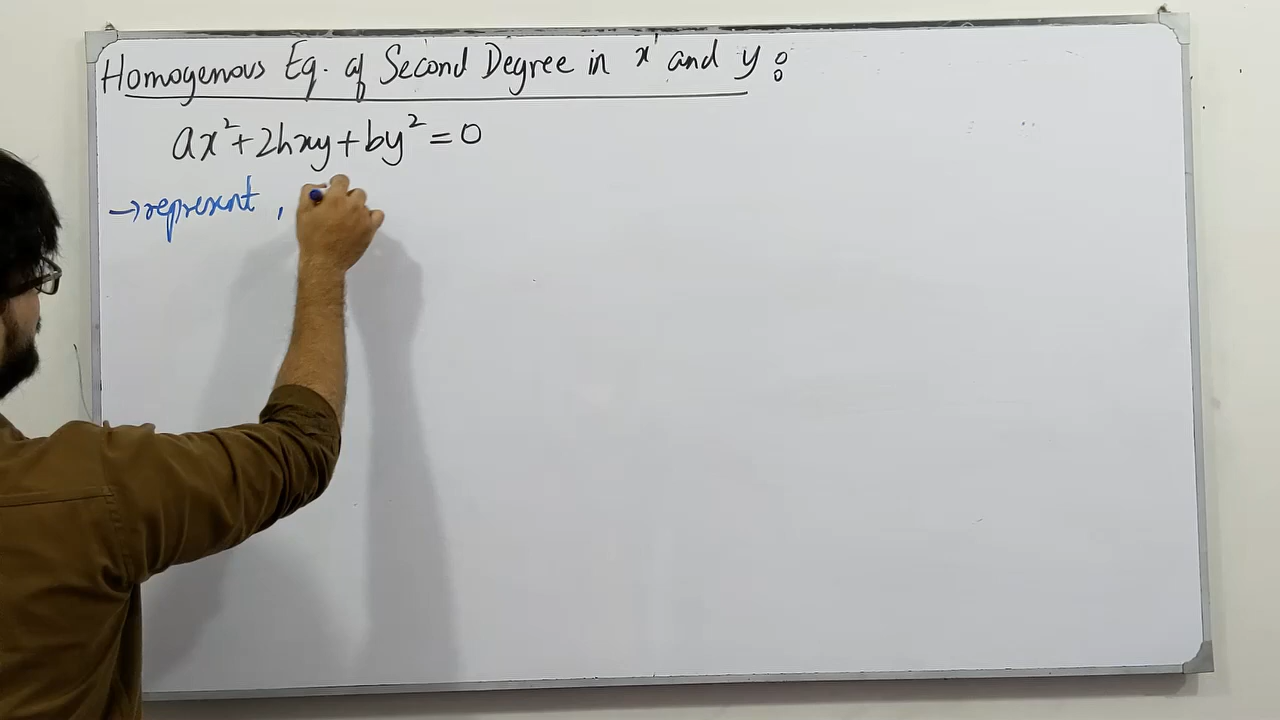 Homogenous Eq. of Second Degree in x and y :
ax²+2hxy+by²=0
→represent ,